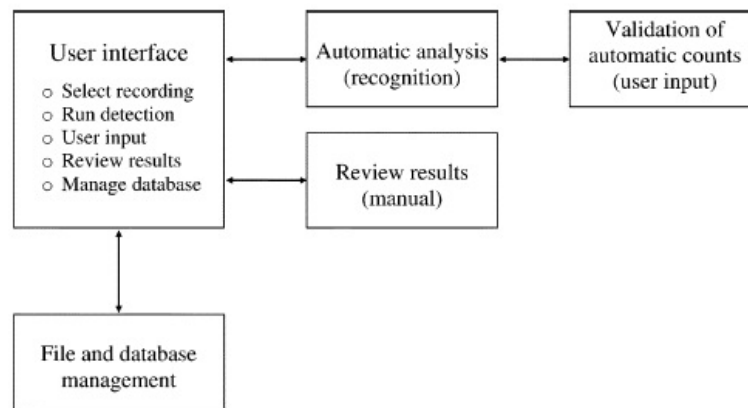 User interface
○ Select recording
○ Run detection
○ User input
○ Review results
○ Manage database
Automatic analysis
(recognition)
Validation of
automatic counts
(user input)
Review results
(manual)
File and database
management